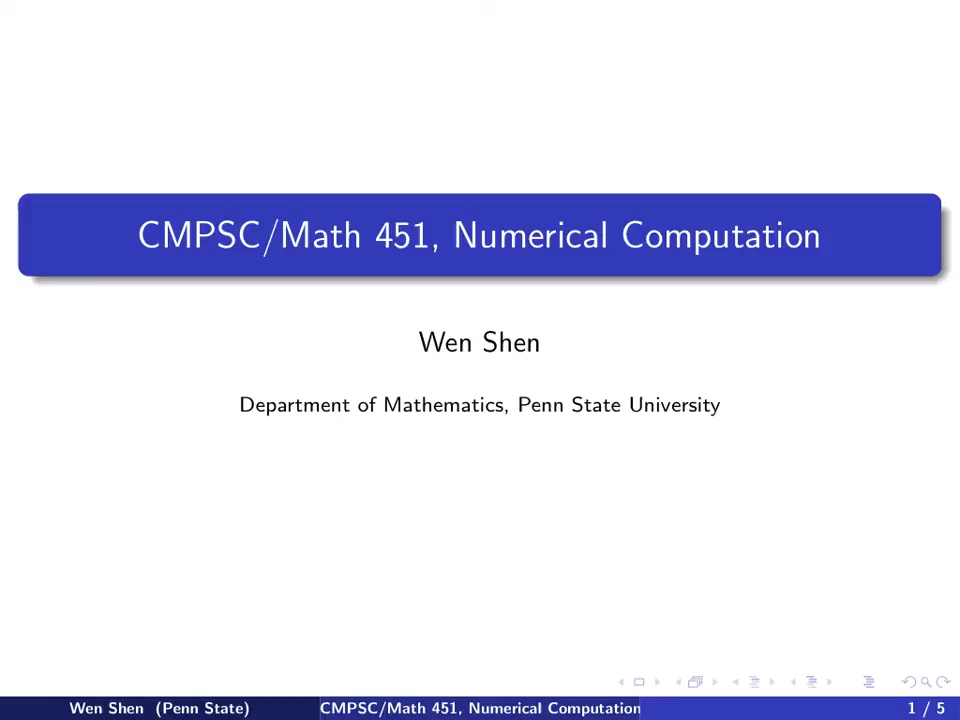 CMPSC/Math 451, Numerical Computation
Wen Shen
Department of Mathematics, Penn State University
Wen Shen (Penn State)
CMPSC/Math 451, Numerical Computation
1 / 5